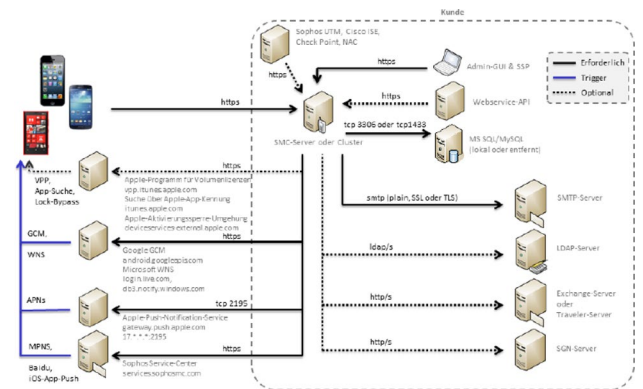 Kunde
Sophos UTM, Cisco ISE,
Check Point, NAC
https
https
Admin-GUI & SSP
Erforderlich
Trigger
Optional
https
https
Webservice-API
tcp 3306 oder tcp1433
SMC-Server oder Cluster
MS SQL/MySQL
(lokal oder entfernt)
https
VPP,
App-Suche,
Lock-Bypass
Apple-Programm für Volumenlizenzen
vpp.itunes.apple.com
Suche über Apple-App-Kennung
itunes.apple.com
Apple-Aktivierungssperre-Umgehung
deviceservices-external.apple.com
smtp (plain, SSL oder TLS)
SMTP-Server
https
GCM,
WNS
Google GCM
android.googleapis.com
Microsoft WNS
login.live.com,
db3.notify.windows.com
ldap/s
LDAP-Server
APNs
tcp 2195
Apple-Push-Notification-Service
gateway.push.apple.com
17.*.*.*:2195
http/s
Exchange-Server
oder
Traveler-Server
MPNS,
Baidu,
iOS-App-Push
https
Sophos Service-Center
services.sophosmc.com
http/s
SGN-Server